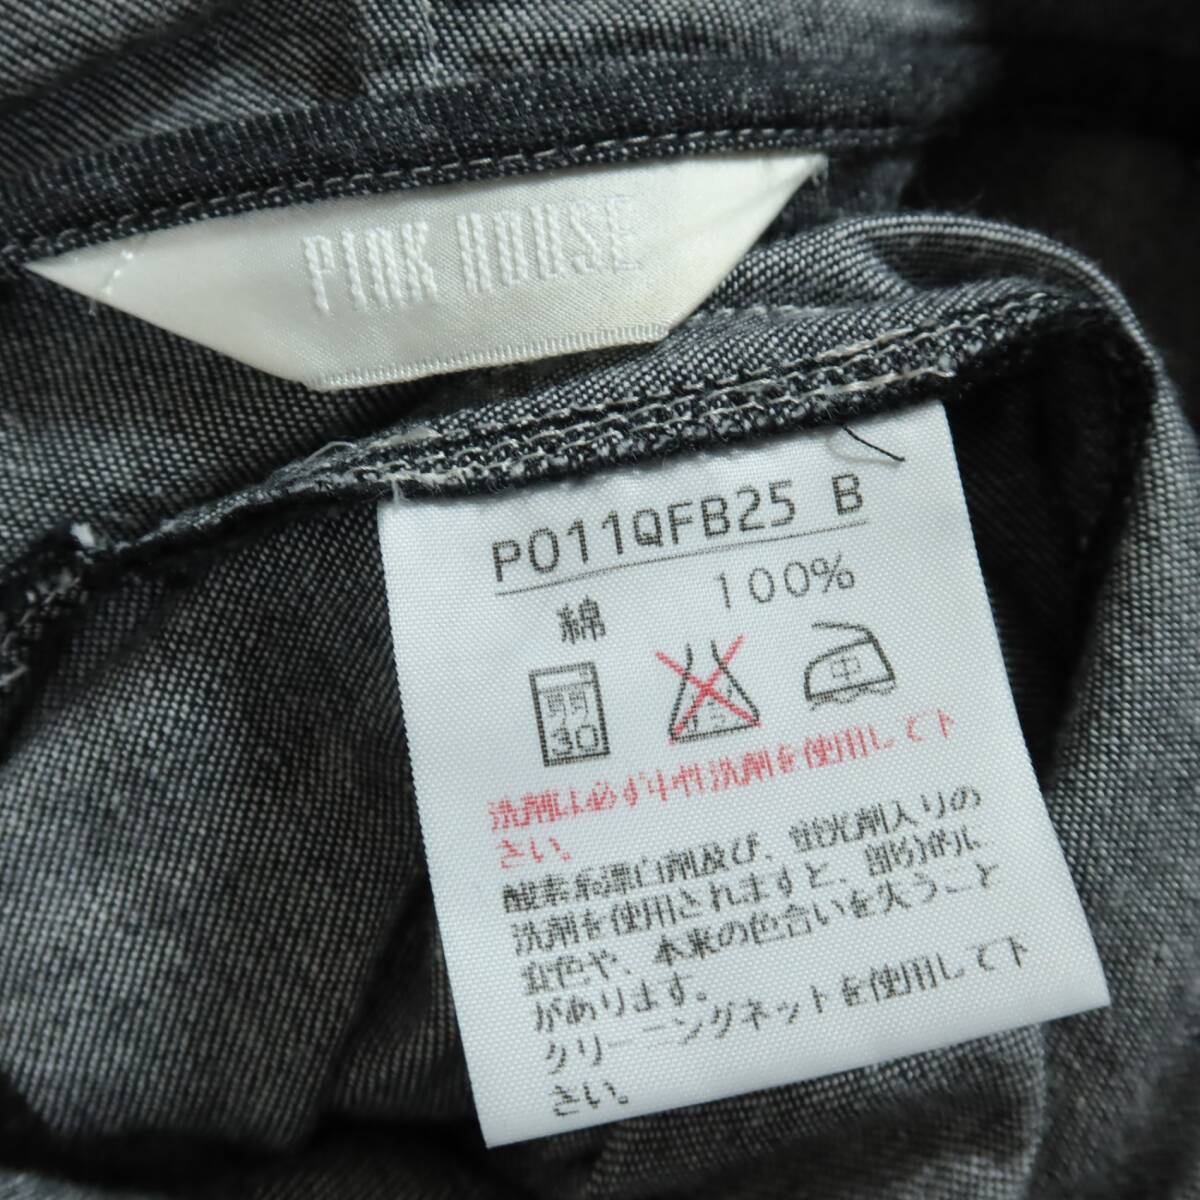 PINK HOUSE
P011QFB25 B
綿 100%
弱
30
中
洗剤は必ず中性洗剤を使用して下
さい。
酸素系漂白剤及び、蛍光剤入りの
洗剤を使用されますと、部分的ル
変色や、本来の色合いを失うこと
があります。
クリーニングネットを使用して下
さい。